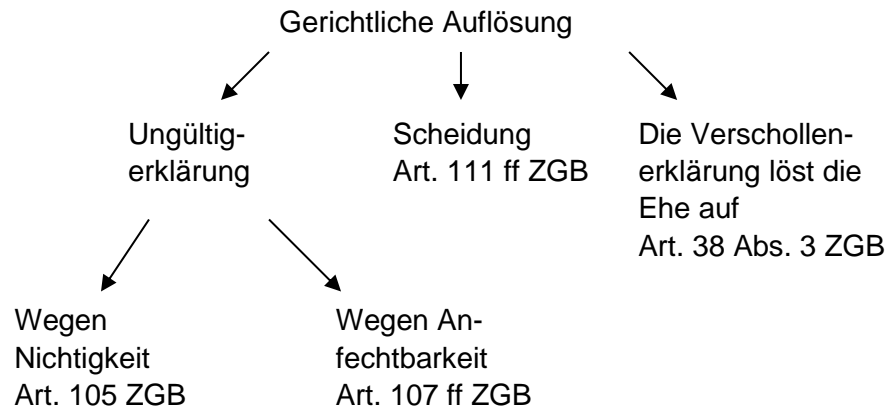 Gerichtliche Auflösung
Ungültig-
erklärung
Scheidung
Art. 111 ff ZGB
Die Verschollen-
erklärung löst die
Ehe auf
Art. 38 Abs. 3 ZGB
Wegen
Nichtigkeit
Art. 105 ZGB
Wegen An-
fechtbarkeit
Art. 107 ff ZGB